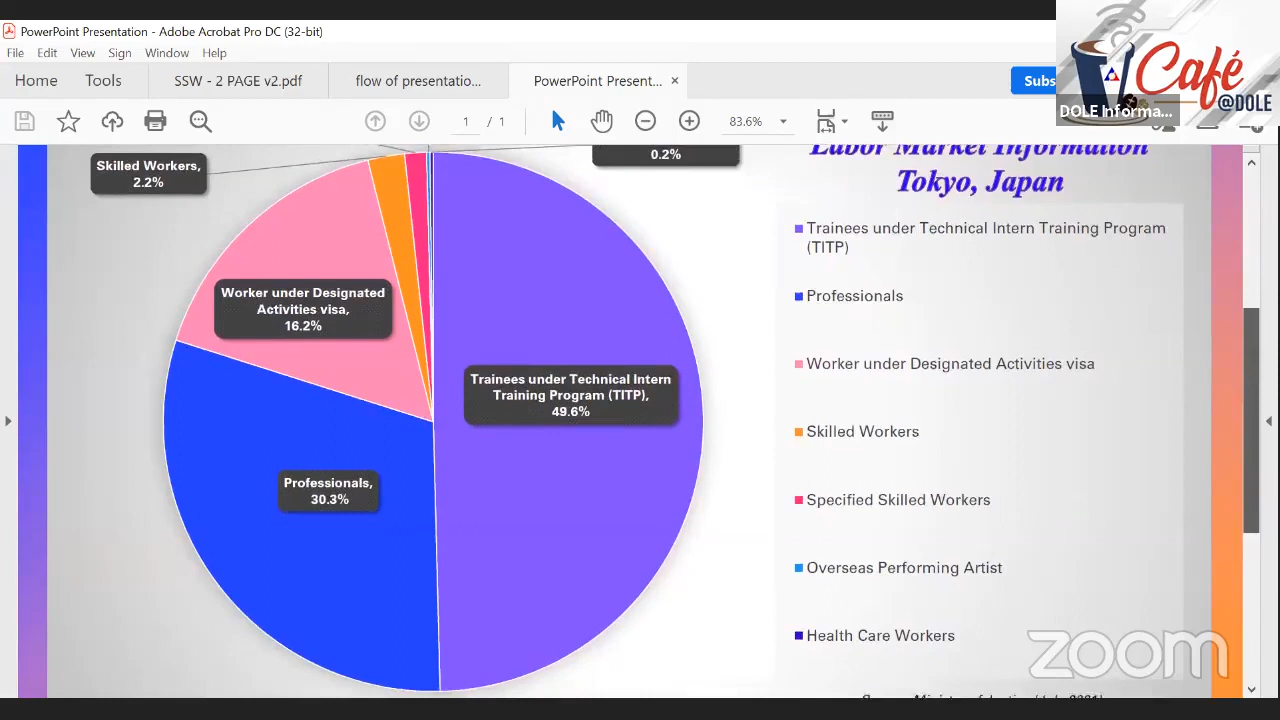 PowerPoint Presentation - Adobe Acrobat Pro DC (32-bit)
File Edit View Sign Window Help
Home Tools SSW - 2 PAGE v2.pdf flow of presentatio... PowerPoint Present... × Subs
Café
@DOLE
DOLE Informa...
1 / 1 83.6%
Skilled Workers,
2.2%
0.2%
Labor Market Information
Tokyo, Japan
Worker under Designated
Activities visa,
16.2%
Trainees under Technical Intern
Training Program (TITP),
49.6%
Professionals,
30.3%
Trainees under Technical Intern Training Program
(TITP)
Professionals
Worker under Designated Activities visa
Skilled Workers
Specified Skilled Workers
Overseas Performing Artist
Health Care Workers
zoom